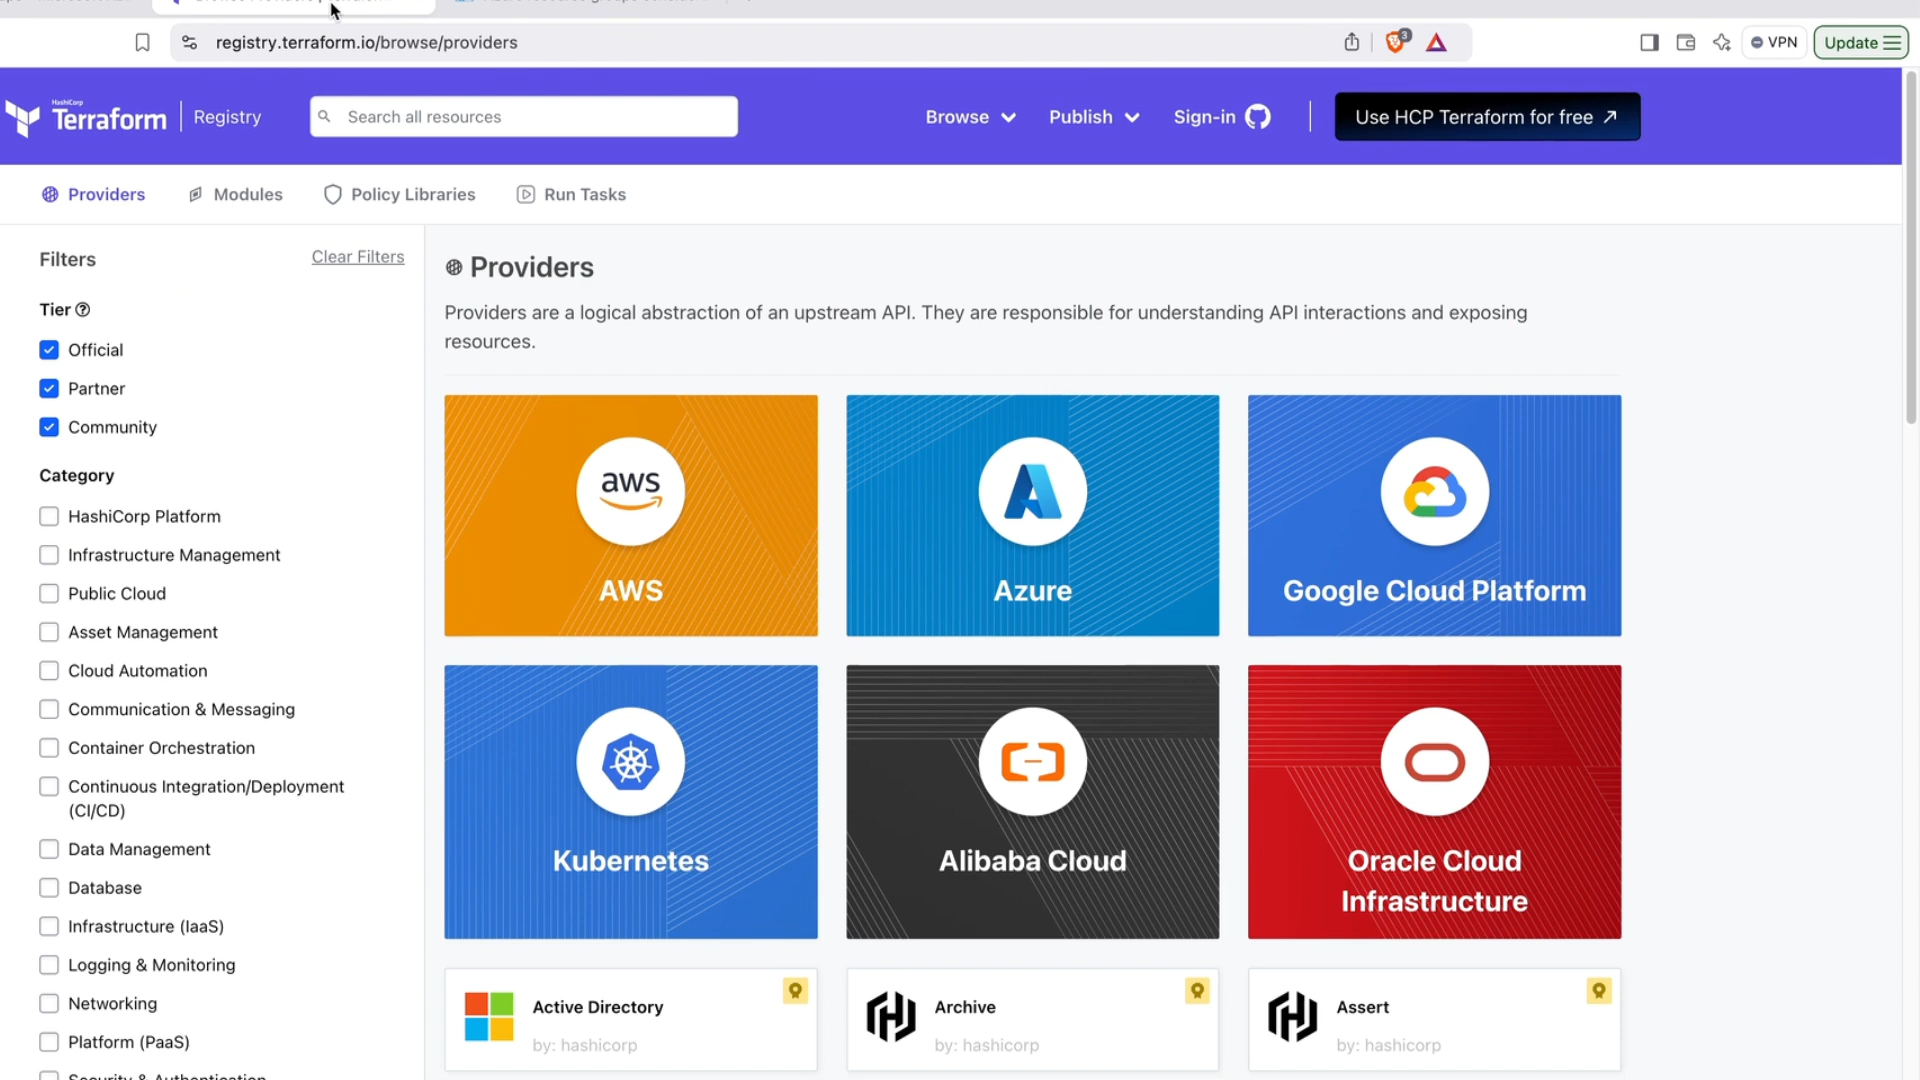 registry.terraform.io/browse/providers
3
VPN
Update
HashiCorp
Terraform
Registry
Search all resources
Browse
Publish
Sign-in
Use HCP Terraform for free
Providers
Modules
Policy Libraries
Run Tasks
Filters
Clear Filters
Tier
Official
Partner
Community
Category
HashiCorp Platform
Infrastructure Management
Public Cloud
Asset Management
Cloud Automation
Communication & Messaging
Container Orchestration
Continuous Integration/Deployment
(CI/CD)
Data Management
Database
Infrastructure (IaaS)
Logging & Monitoring
Networking
Platform (PaaS)
Security & Authentication
Providers
Providers are a logical abstraction of an upstream API. They are responsible for understanding API interactions and exposing
resources.
aws
AWS
Azure
Google Cloud Platform
Kubernetes
Alibaba Cloud
Oracle Cloud
Infrastructure
Active Directory
by: hashicorp
Archive
by: hashicorp
Assert
by: hashicorp